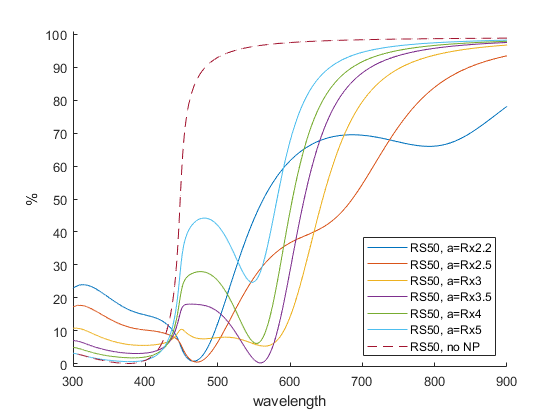 100
90
80
70
60
50
40
30
20
10
0
%
300 400 500 600 700 800 900
wavelength
RS50, a=Rx2.2
RS50, a=Rx2.5
RS50, a=Rx3
RS50, a=Rx3.5
RS50, a=Rx4
RS50, a=Rx5
RS50, no NP